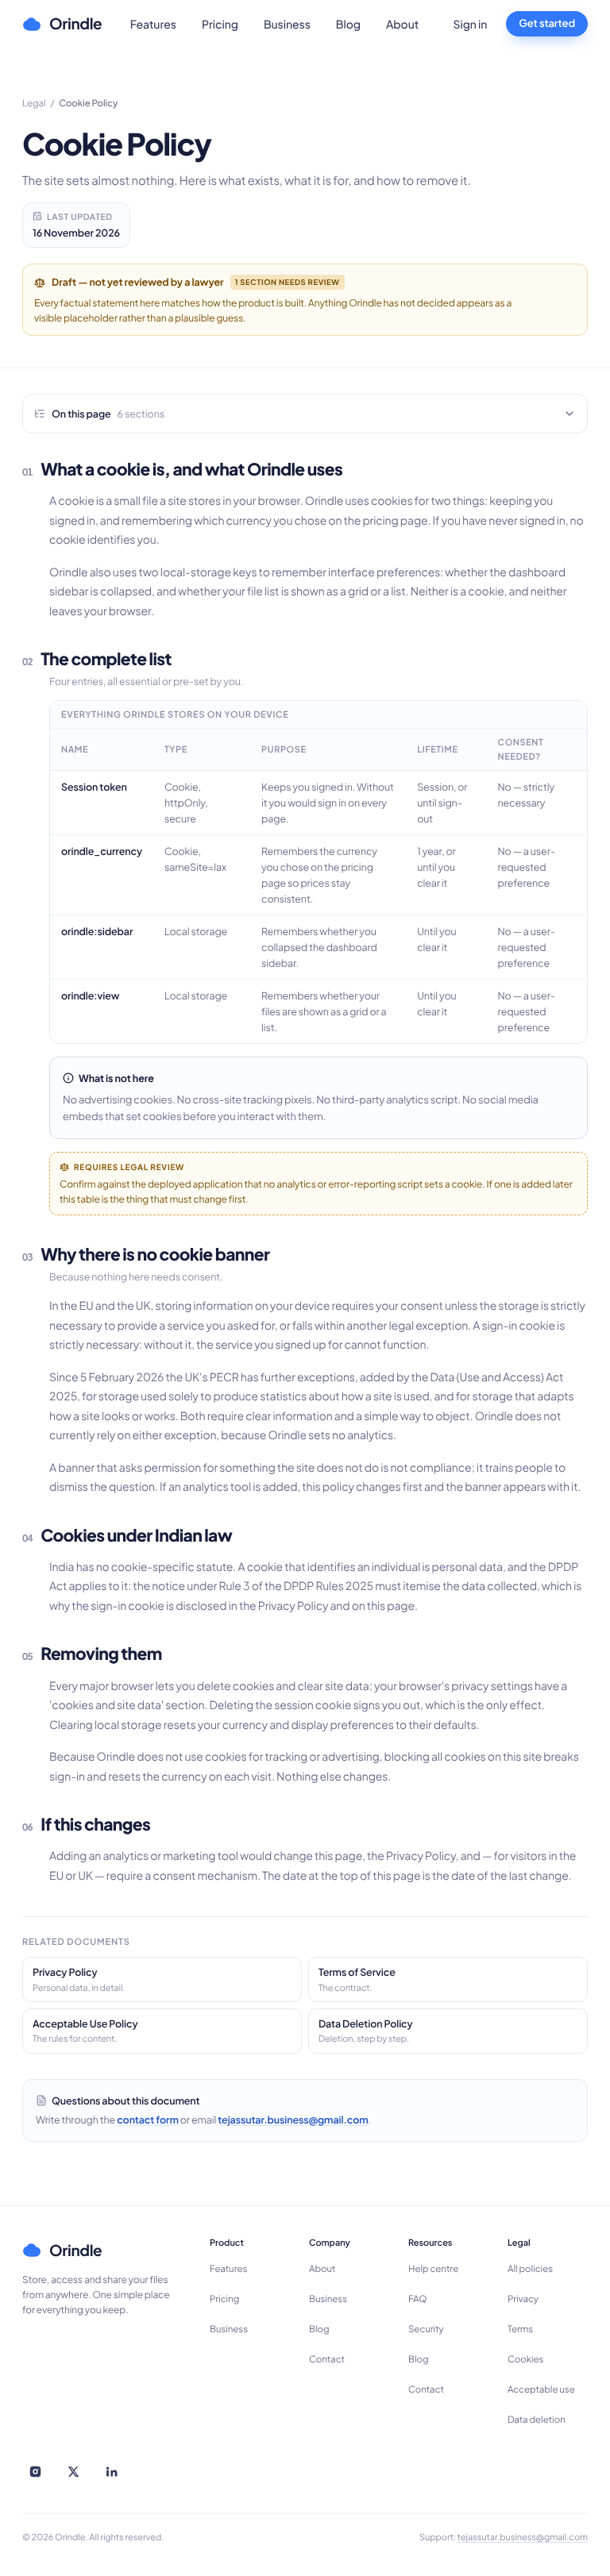 Orindle
Features
Pricing
Business
Blog
About
Sign in
Get started
Legal / Cookie Policy
Cookie Policy
The site sets almost nothing. Here is what exists, what it is for, and how to remove it.
LAST UPDATED
16 November 2026
Draft — not yet reviewed by a lawyer
1 SECTION NEEDS REVIEW
Every factual statement here matches how the product is built. Anything Orindle has not decided appears as a
visible placeholder rather than a plausible guess.
On this page 6 sections
01 What a cookie is, and what Orindle uses
A cookie is a small file a site stores in your browser. Orindle uses cookies for two things: keeping you
signed in, and remembering which currency you chose on the pricing page. If you have never signed in, no
cookie identifies you.
Orindle also uses two local-storage keys to remember interface preferences: whether the dashboard
sidebar is collapsed, and whether your file list is shown as a grid or a list. Neither is a cookie, and neither
leaves your browser.
02 The complete list
Four entries, all essential or pre-set by you.
EVERYTHING ORINDLE STORES ON YOUR DEVICE
NAME
TYPE
PURPOSE
LIFETIME
CONSENT
NEEDED?
Session token
Cookie,
httpOnly,
secure
Keeps you signed in. Without
it you would sign in on every
page.
Session, or
until sign-
out
No — strictly
necessary
orindle_currency
Cookie,
sameSite=lax
Remembers the currency
you chose on the pricing
page so prices stay
consistent.
1 year, or
until you
clear it
No — a user-
requested
preference
orindle:sidebar
Local storage
Remembers whether you
collapsed the dashboard
sidebar.
Until you
clear it
No — a user-
requested
preference
orindle:view
Local storage
Remembers whether your
files are shown as a grid or a
list.
Until you
clear it
No — a user-
requested
preference
What is not here
No advertising cookies. No cross-site tracking pixels. No third-party analytics script. No social media
embeds that set cookies before you interact with them.
REQUIRES LEGAL REVIEW
Confirm against the deployed application that no analytics or error-reporting script sets a cookie. If one is added later
this table is the thing that must change first.
03 Why there is no cookie banner
Because nothing here needs consent.
In the EU and the UK, storing information on your device requires your consent unless the storage is strictly
necessary to provide a service you asked for, or falls within another legal exception. A sign-in cookie is
strictly necessary: without it, the service you signed up for cannot function.
Since 5 February 2026 the UK's PECR has further exceptions, added by the Data (Use and Access) Act
2025, for storage used solely to produce statistics about how a site is used, and for storage that adapts
how a site looks or works. Both require clear information and a simple way to object. Orindle does not
currently rely on either exception, because Orindle sets no analytics.
A banner that asks permission for something the site does not do is not compliance; it trains people to
dismiss the question. If an analytics tool is added, this policy changes first and the banner appears with it.
04 Cookies under Indian law
India has no cookie-specific statute. A cookie that identifies an individual is personal data, and the DPDP
Act applies to it: the notice under Rule 3 of the DPDP Rules 2025 must itemise the data collected, which is
why the sign-in cookie is disclosed in the Privacy Policy and on this page.
05 Removing them
Every major browser lets you delete cookies and clear site data; your browser's privacy settings have a
'cookies and site data' section. Deleting the session cookie signs you out, which is the only effect.
Clearing local storage resets your currency and display preferences to their defaults.
Because Orindle does not use cookies for tracking or advertising, blocking all cookies on this site breaks
sign-in and resets the currency on each visit. Nothing else changes.
06 If this changes
Adding an analytics or marketing tool would change this page, the Privacy Policy, and — for visitors in the
EU or UK — require a consent mechanism. The date at the top of this page is the date of the last change.
RELATED DOCUMENTS
Privacy Policy
Personal data, in detail.
Terms of Service
The contract.
Acceptable Use Policy
The rules for content.
Data Deletion Policy
Deletion, step by step.
Questions about this document
Write through the contact form or email tejassutar.business@gmail.com.
Orindle
Store, access and share your files
from anywhere. One simple place
for everything you keep.
Product
Features
Pricing
Business
Company
About
Business
Blog
Contact
Resources
Help centre
FAQ
Security
Blog
Contact
Legal
All policies
Privacy
Terms
Cookies
Acceptable use
Data deletion
© 2026 Orindle. All rights reserved.
Support: tejassutar.business@gmail.com